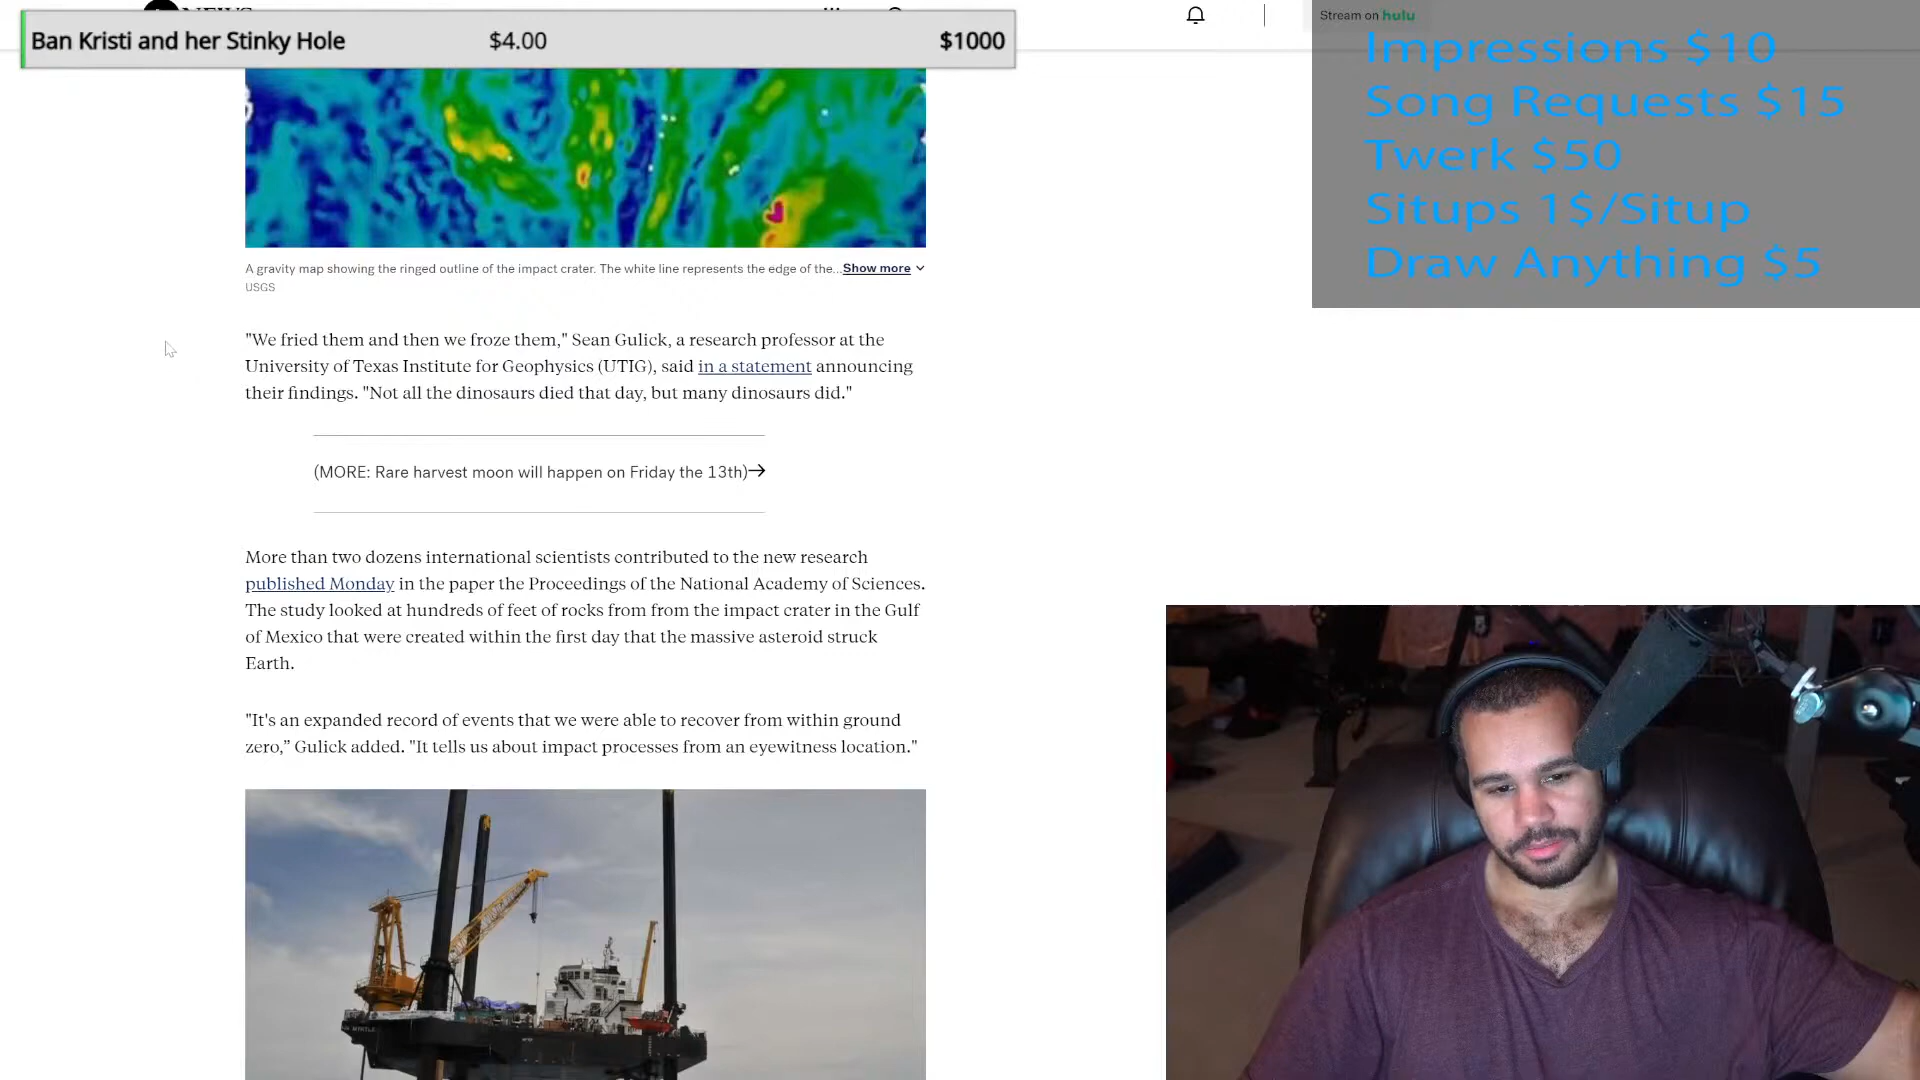 NEWS
Stream on hulu
Ban Kristi and her Stinky Hole $4.00 $1000
Impressions $10
Song Requests $15
Twerk $50
Situps 1$/Situp
Draw Anything $5
A gravity map showing the ringed outline of the impact crater. The white line represents the edge of the...Show more
USGS
"We fried them and then we froze them," Sean Gulick, a research professor at the
University of Texas Institute for Geophysics (UTIG), said in a statement announcing
their findings. "Not all the dinosaurs died that day, but many dinosaurs did."
(MORE: Rare harvest moon will happen on Friday the 13th)→
More than two dozens international scientists contributed to the new research
published Monday in the paper the Proceedings of the National Academy of Sciences.
The study looked at hundreds of feet of rocks from from the impact crater in the Gulf
of Mexico that were created within the first day that the massive asteroid struck
Earth.
"It's an expanded record of events that we were able to recover from within ground
zero,” Gulick added. "It tells us about impact processes from an eyewitness location."
MYRTLE